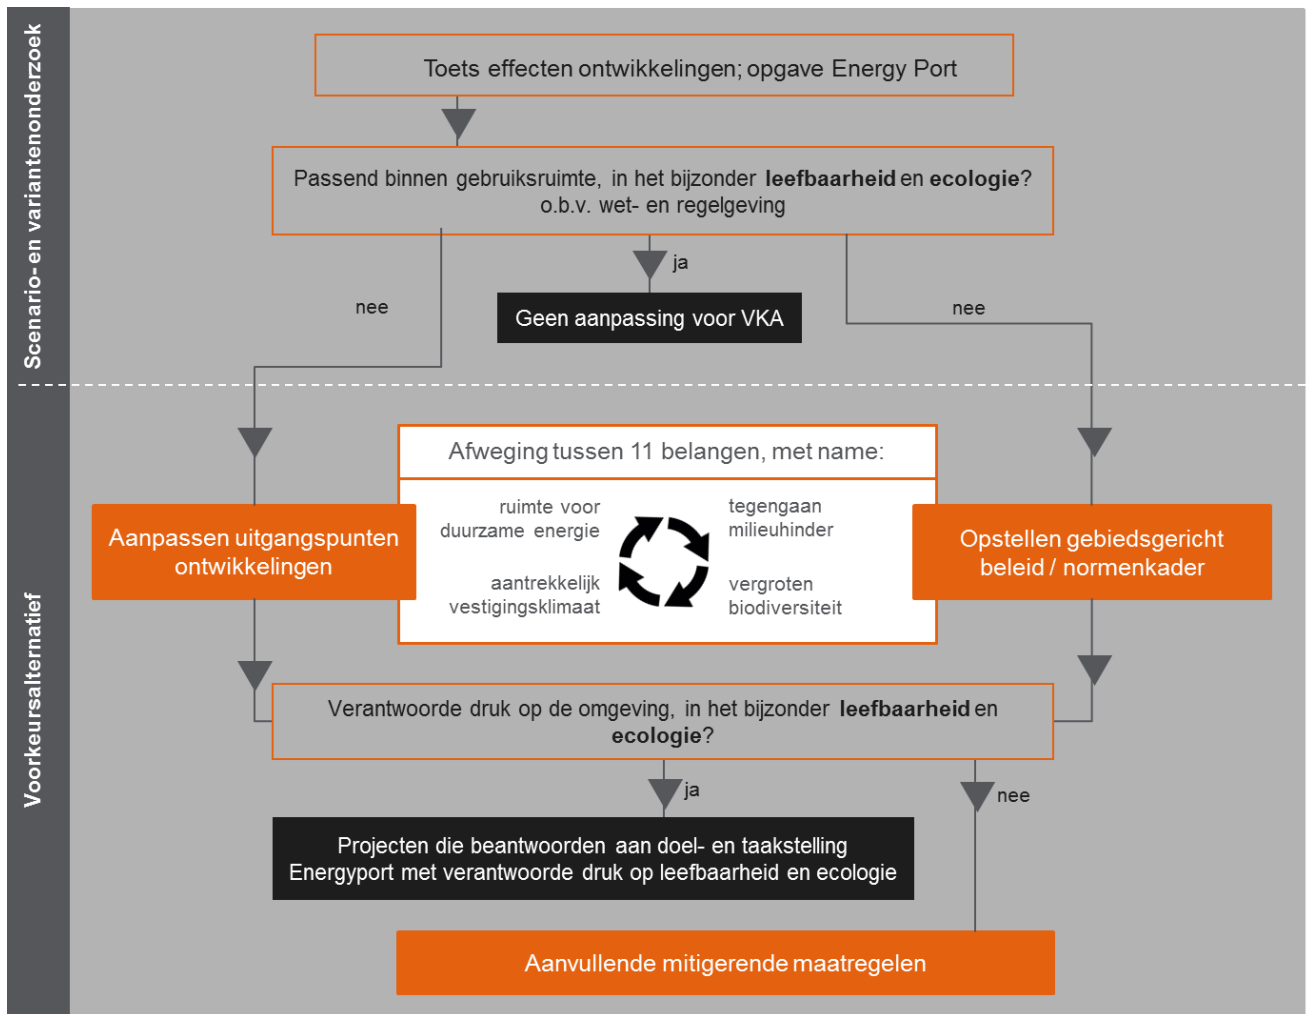 Scenario- en variantenonderzoek
Toets effecten ontwikkelingen; opgave Energy Port
Passend binnen gebruiksruimte, in het bijzonder leefbaarheid en ecologie?
o.b.v. wet- en regelgeving
nee
ja
nee
Geen aanpassing voor VKA
Voorkeursalternatief
Afweging tussen 11 belangen, met name:
ruimte voor
duurzame energie
tegengaan
milieuhinder
aantrekkelijk
vestigingsklimaat
vergroten
biodiversiteit
Aanpassen uitgangspunten
ontwikkelingen
Opstellen gebiedsgericht
beleid / normenkader
Verantwoorde druk op de omgeving, in het bijzonder leefbaarheid en
ecologie?
ja
nee
Projecten die beantwoorden aan doel- en taakstelling
Energyport met verantwoorde druk op leefbaarheid en ecologie
Aanvullende mitigerende maatregelen